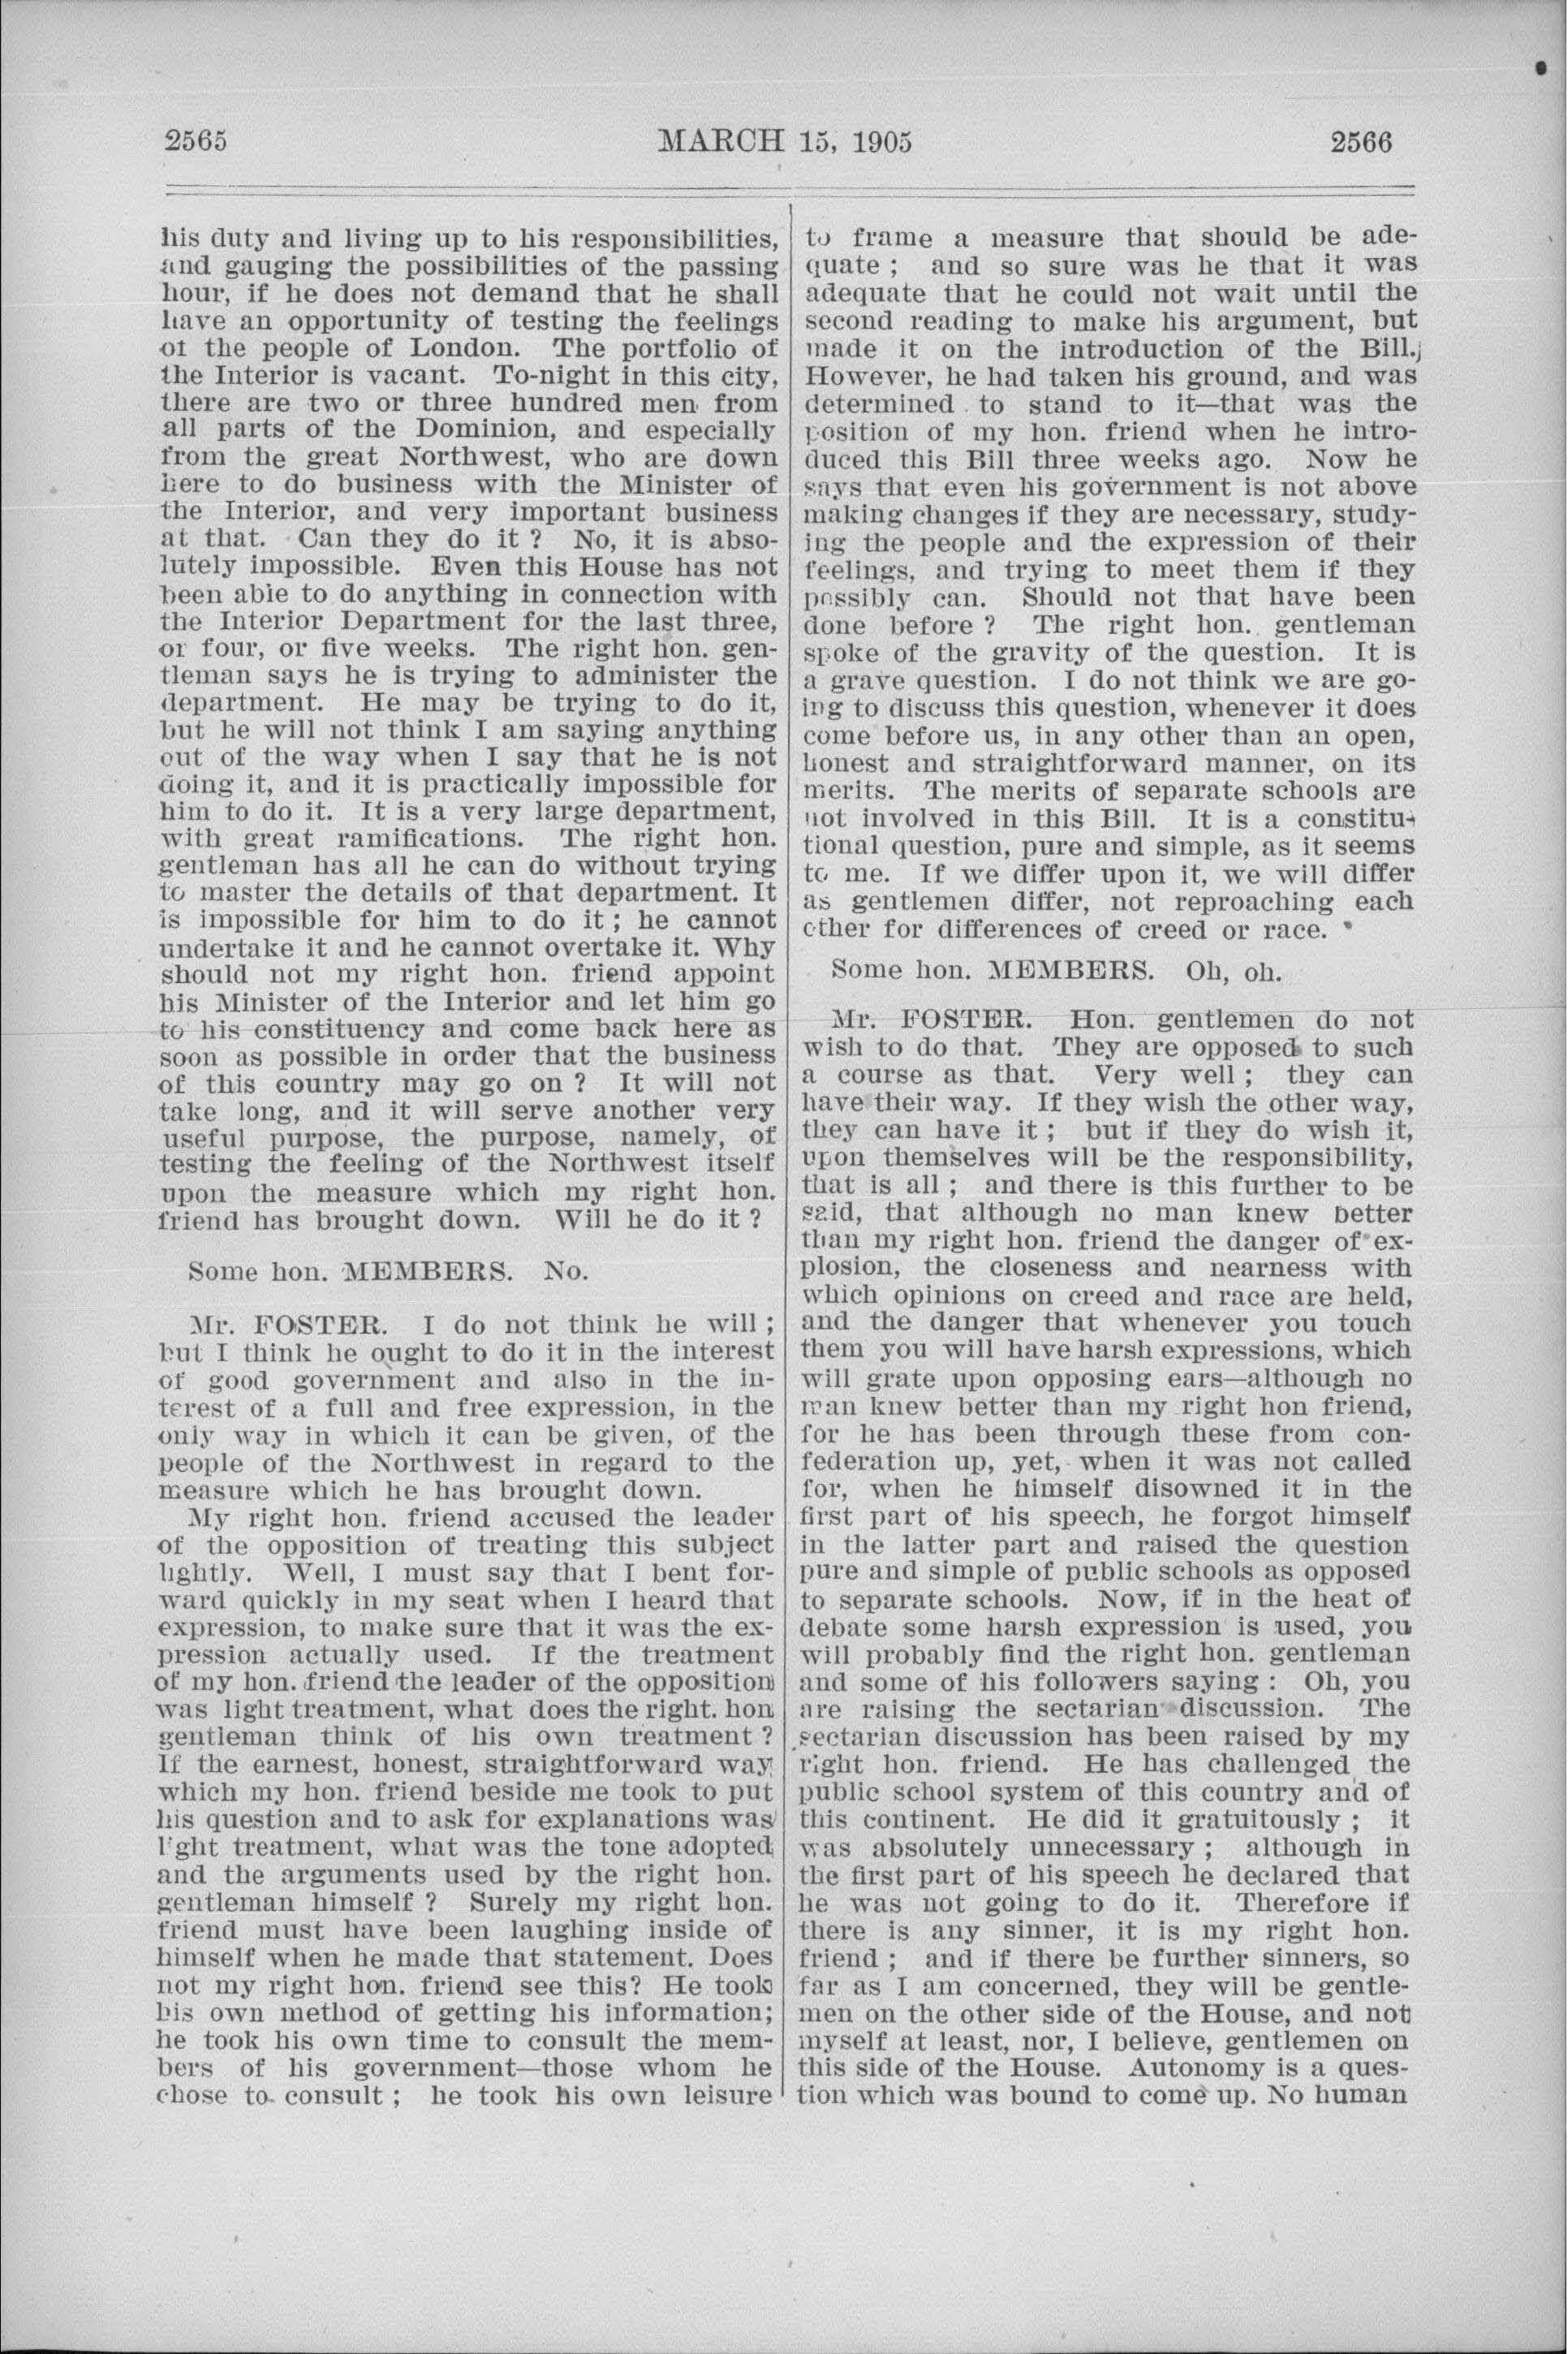 2565
MARCH 15, 1905
2566
his duty and living up to his responsibilities,
and gauging the possibilities of the passing
hour, if he does not demand that he shall
have an opportunity of testing the feelings
of the people of London. The portfolio of
the Interior is vacant. To-night in this city,
there are two or three hundred men from
all parts of the Dominion, and especially
from the great Northwest, who are down
here to do business with the Minister of
the Interior, and very important business
at that. Can they do it ? No, it is abso-
lutely impossible. Even this House has not
been able to do anything in connection with
the Interior Department for the last three,
or four, or five weeks. The right hon. gen-
tleman says he is trying to administer the
department. He may be trying to do it,
but he will not think I am saying anything
out of the way when I say that he is not
doing it, and it is practically impossible for
him to do it. It is a very large department,
with great ramifications. The right hon.
gentleman has all he can do without trying
to master the details of that department. It
is impossible for him to do it ; he cannot
undertake it and he cannot overtake it. Why
should not my right hon. friend appoint
his Minister of the Interior and let him go
to his constituency and come back here as
soon as possible in order that the business
of this country may go on ? It will not
take long, and it will serve another very
useful purpose, the purpose, namely, of
testing the feeling of the Northwest itself
upon the measure which my right hon.
friend has brought down. Will he do it ?
Some hon. MEMBERS. No.
Mr. FOSTER. I do not think he will ;
but I think he ought to do it in the interest
of good government and also in the in-
terest of a full and free expression, in the
only way in which it can be given, of the
people of the Northwest in regard to the
measure which he has brought down.
My right hon. friend accused the leader
of the opposition of treating this subject
lightly. Well, I must say that I bent for-
ward quickly in my seat when I heard that
expression, to make sure that it was the ex-
pression actually used. If the treatment
of my hon. friend the leader of the opposition
was light treatment, what does the right. hon
gentleman think of his own treatment ?
If the earnest, honest, straightforward way
which my hon. friend beside me took to put
his question and to ask for explanations was
light treatment, what was the tone adopted
and the arguments used by the right hon.
gentleman himself ? Surely my right hon.
friend must have been laughing inside of
himself when he made that statement. Does
not my right hon. friend see this? He took
his own method of getting his information;
he took his own time to consult the mem-
bers of his government—those whom he
chose to consult ; he took his own leisure
to frame a measure that should be ade-
quate ; and so sure was he that it was
adequate that he could not wait until the
second reading to make his argument, but
made it on the introduction of the Bill.
However, he had taken his ground, and was
determined to stand to it—that was the
position of my hon. friend when he intro-
duced this Bill three weeks ago. Now he
says that even his government is not above
making changes if they are necessary, study-
ing the people and the expression of their
feelings, and trying to meet them if they
possibly can. Should not that have been
done before ? The right hon. gentleman
spoke of the gravity of the question. It is
a grave question. I do not think we are go-
ing to discuss this question, whenever it does
come before us, in any other than an open,
honest and straightforward manner, on its
merits. The merits of separate schools are
not involved in this Bill. It is a constitu-
tional question, pure and simple, as it seems
to me. If we differ upon it, we will differ
as gentlemen differ, not reproaching each
other for differences of creed or race.
Some hon. MEMBERS. Oh, oh.
Mr. FOSTER. Hon. gentlemen do not
wish to do that. They are opposed to such
a course as that. Very well ; they can
have their way. If they wish the other way,
they can have it ; but if they do wish it,
upon themselves will be the responsibility,
that is all ; and there is this further to be
said, that although no man knew better
than my right hon. friend the danger of ex-
plosion, the closeness and nearness with
which opinions on creed and race are held,
and the danger that whenever you touch
them you will have harsh expressions, which
will grate upon opposing ears—although no
man knew better than my right hon friend,
for he has been through these from con-
federation up, yet, when it was not called
for, when he himself disowned it in the
first part of his speech, he forgot himself
in the latter part and raised the question
pure and simple of public schools as opposed
to separate schools. Now, if in the heat of
debate some harsh expression is used, you
will probably find the right hon. gentleman
and some of his followers saying : Oh, you
are raising the sectarian discussion. The
sectarian discussion has been raised by my
right hon. friend. He has challenged the
public school system of this country and of
this continent. He did it gratuitously ; it
was absolutely unnecessary ; although in
the first part of his speech he declared that
he was not going to do it. Therefore if
there is any sinner, it is my right hon.
friend ; and if there be further sinners, so
far as I am concerned, they will be gentle-
men on the other side of the House, and not
myself at least, nor, I believe, gentlemen on
this side of the House. Autonomy is a ques-
tion which was bound to come up. No human